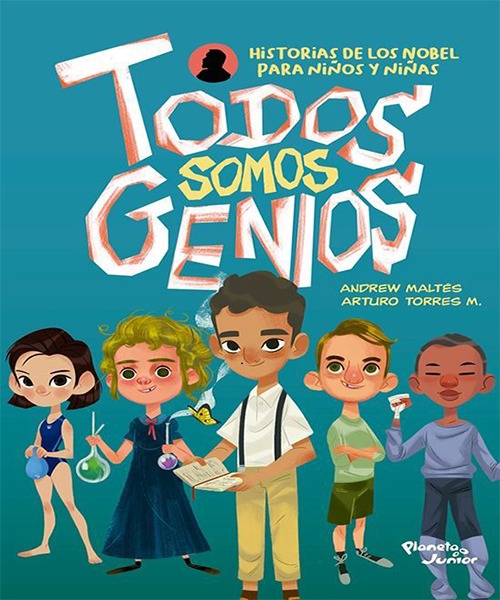 HISTORIAS DE LOS NOBEL
PARA NIÑOS Y NIÑAS
TODOS
SOMOS
GENIOS
ANDREW MALTÉS
ARTURO TORRES M.
Planeta
Junior